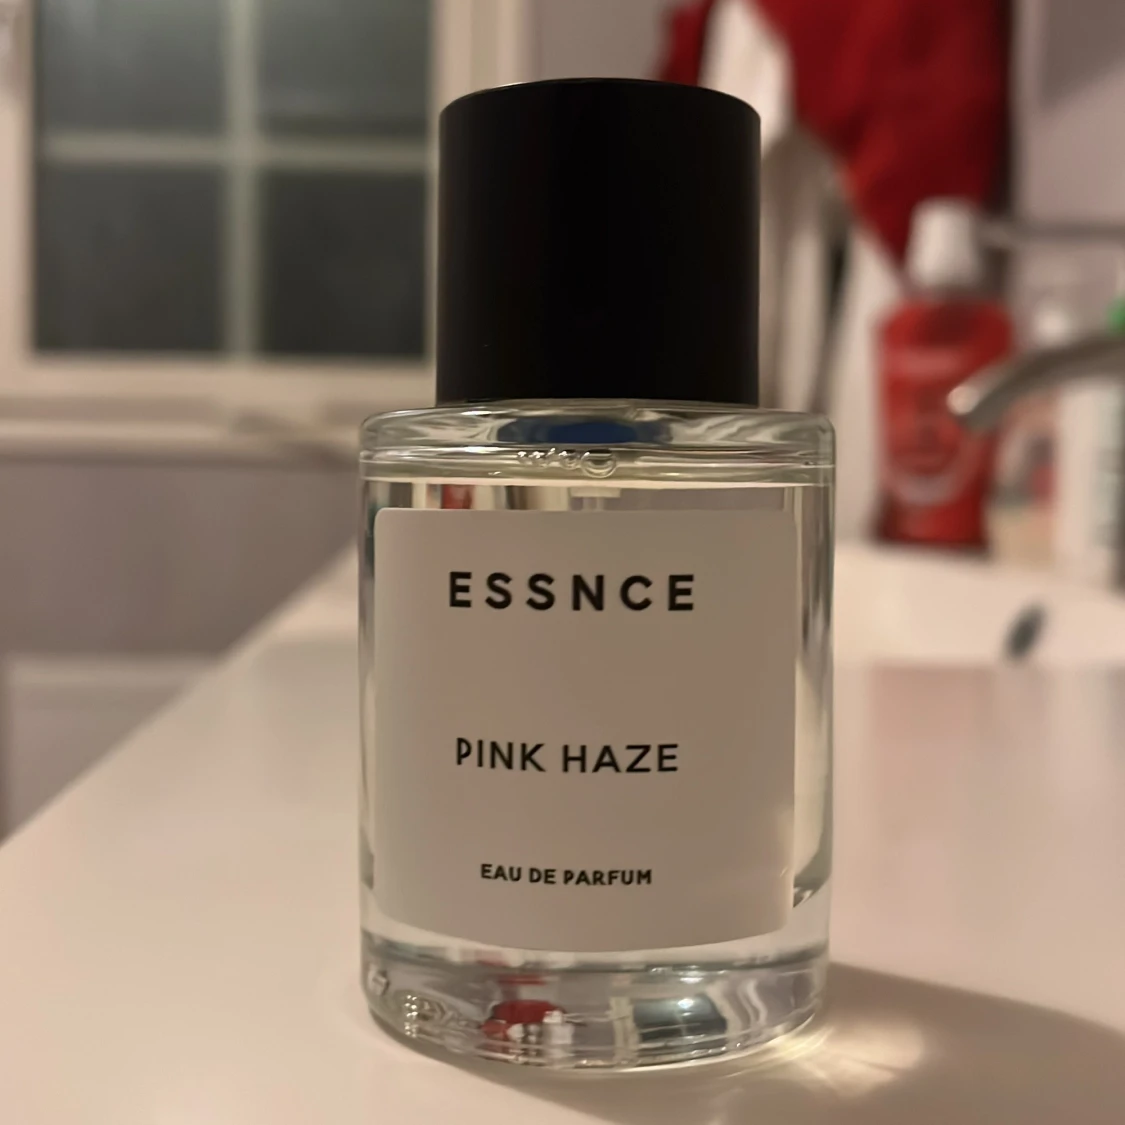 ESSNCE
PINK HAZE
EAU DE PARFUM